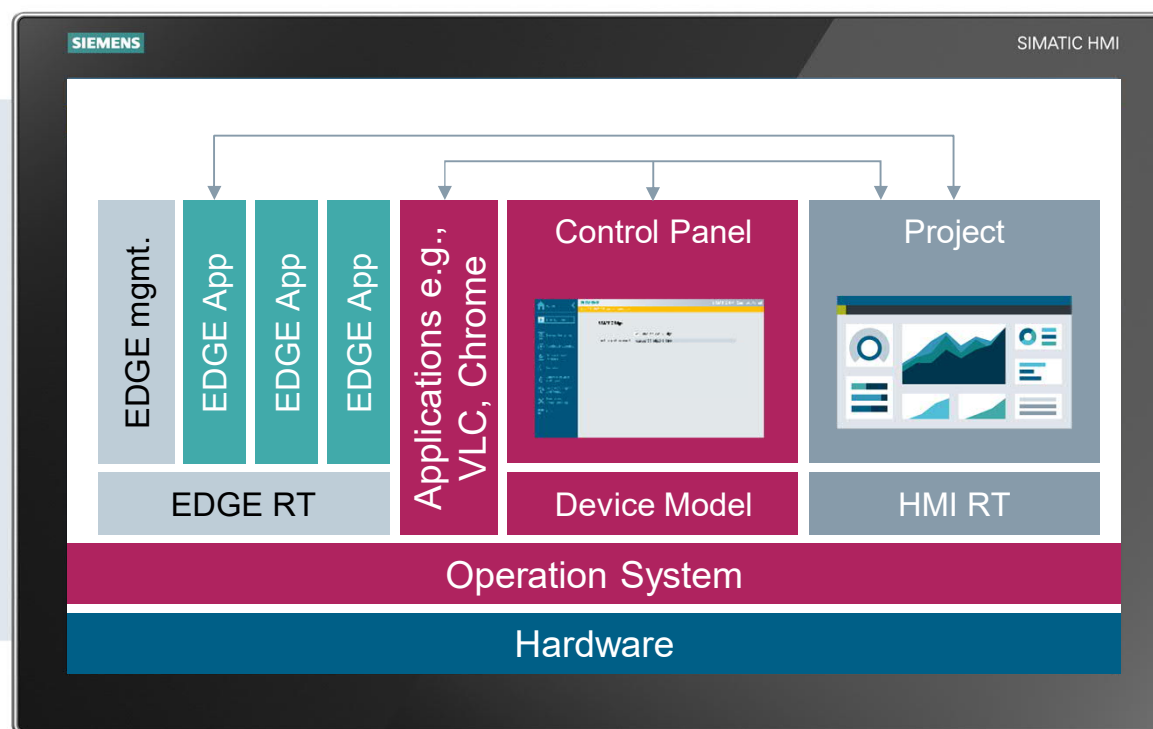 SIEMENS
SIMATIC HMI
EDGE mgmt.
EDGE App
EDGE App
EDGE App
Applications e.g.,
VLC, Chrome
Control Panel
Project
EDGE RT
Device Model
HMI RT
Operation System
Hardware